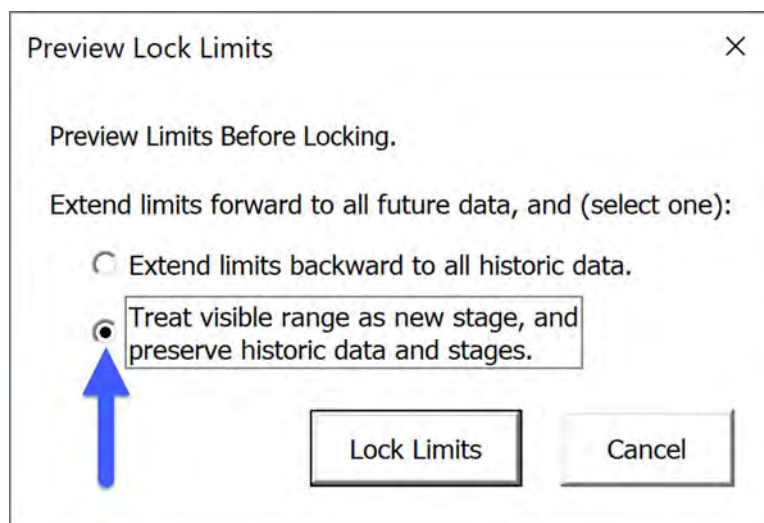 Preview Lock Limits
Preview Limits Before Locking.
Extend limits forward to all future data, and (select one):
Extend limits backward to all historic data.
Treat visible range as new stage, and
preserve historic data and stages.
Lock Limits
Cancel